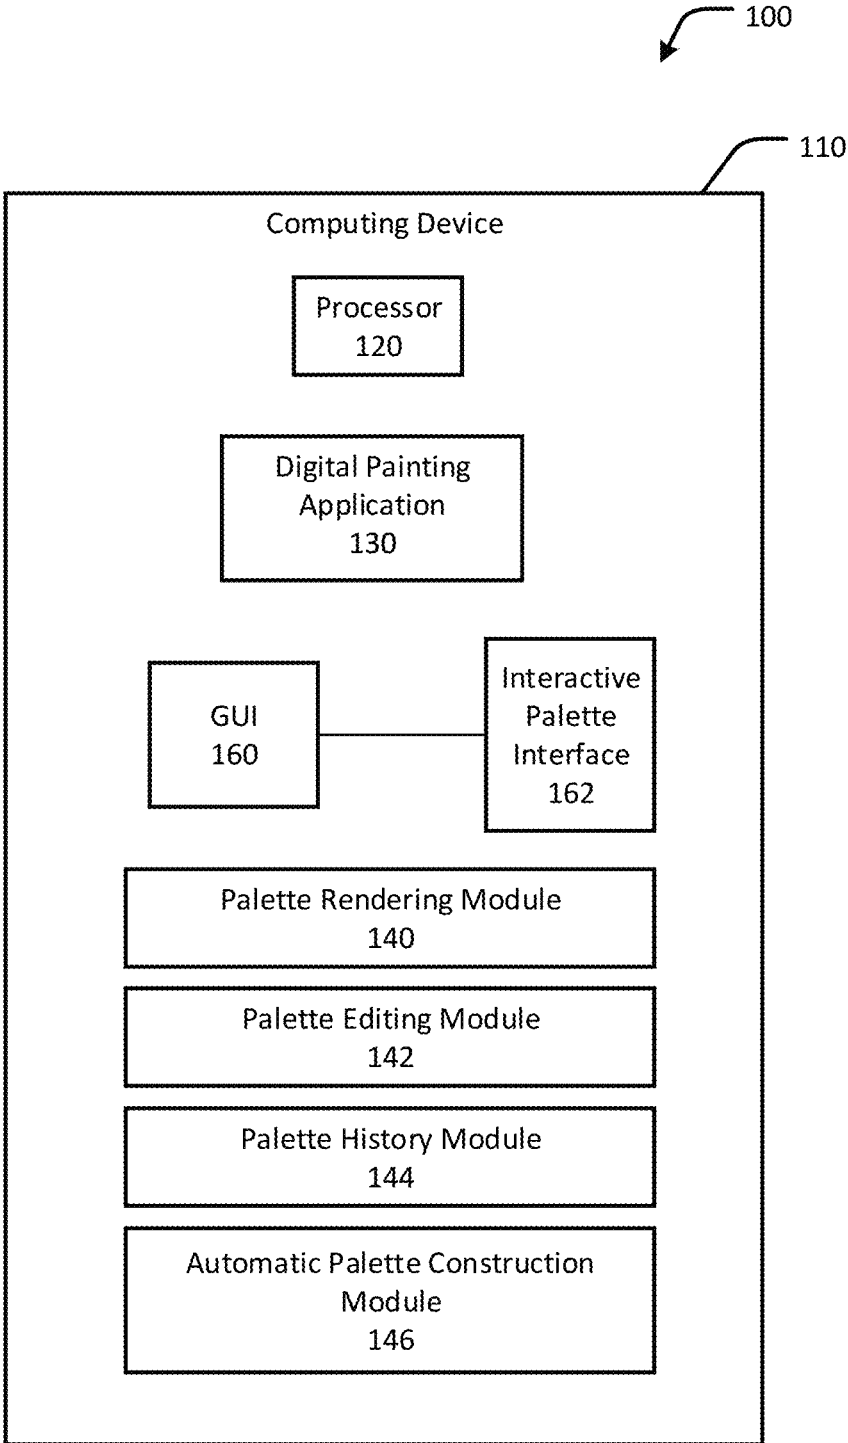 100
110
Computing Device
Processor
120
Digital Painting
Application
130
GUI
160
Interactive
Palette
Interface
162
Palette Rendering Module
140
Palette Editing Module
142
Palette History Module
144
Automatic Palette Construction
Module
146